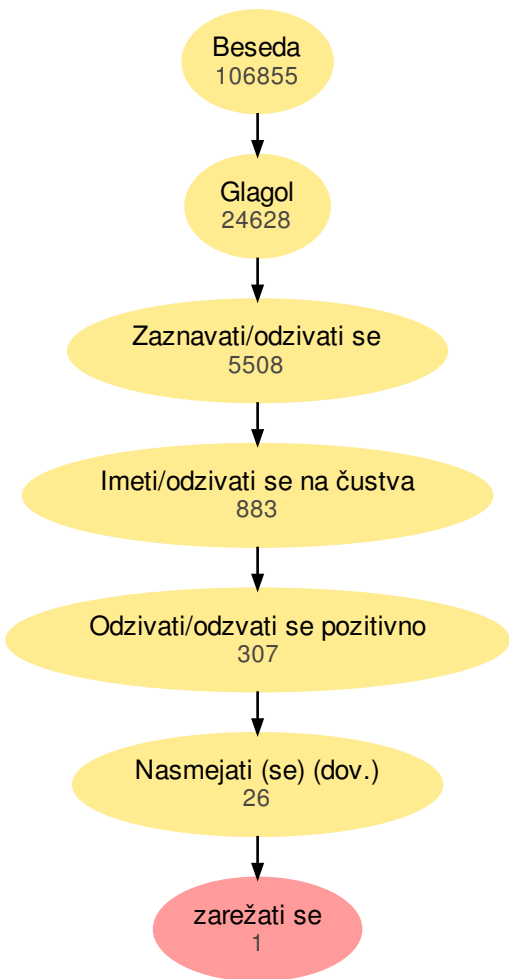 Beseda
106855
Glagol
24628
Zaznavati/odzivati se
5508
Imeti/odzivati se na čustva
883
Odzivati/odzvati se pozitivno
307
Nasmejati (se) (dov.)
26
zarežati se
1